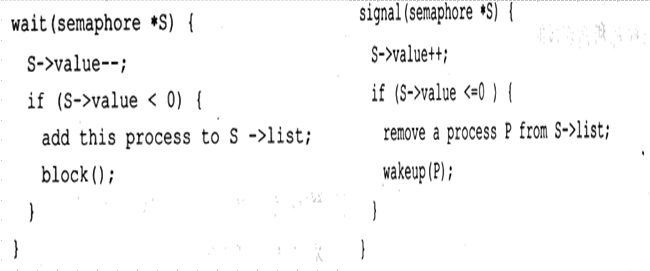 wait(semaphore *S) {
S->value--;
if (S->value < 0) {
add this process to S ->list;
block();
}
}
signal(semaphore *S) {
S->value++;
if (S->value <=0 ) {
remove a process P from S->list;
wakeup(P);
}
}